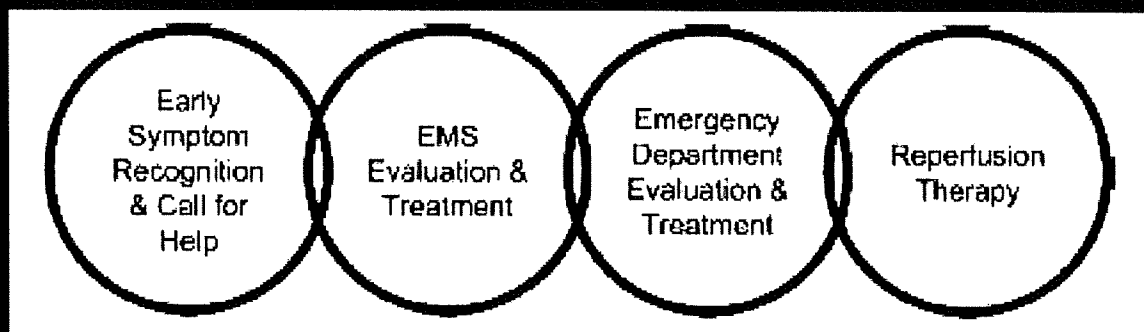 Early
Symptom
Recognition
& Call for
Help
EMS
Evaluation &
Treatment
Emergency
Department
Evaluation &
Treatment
Reperfusion
Therapy